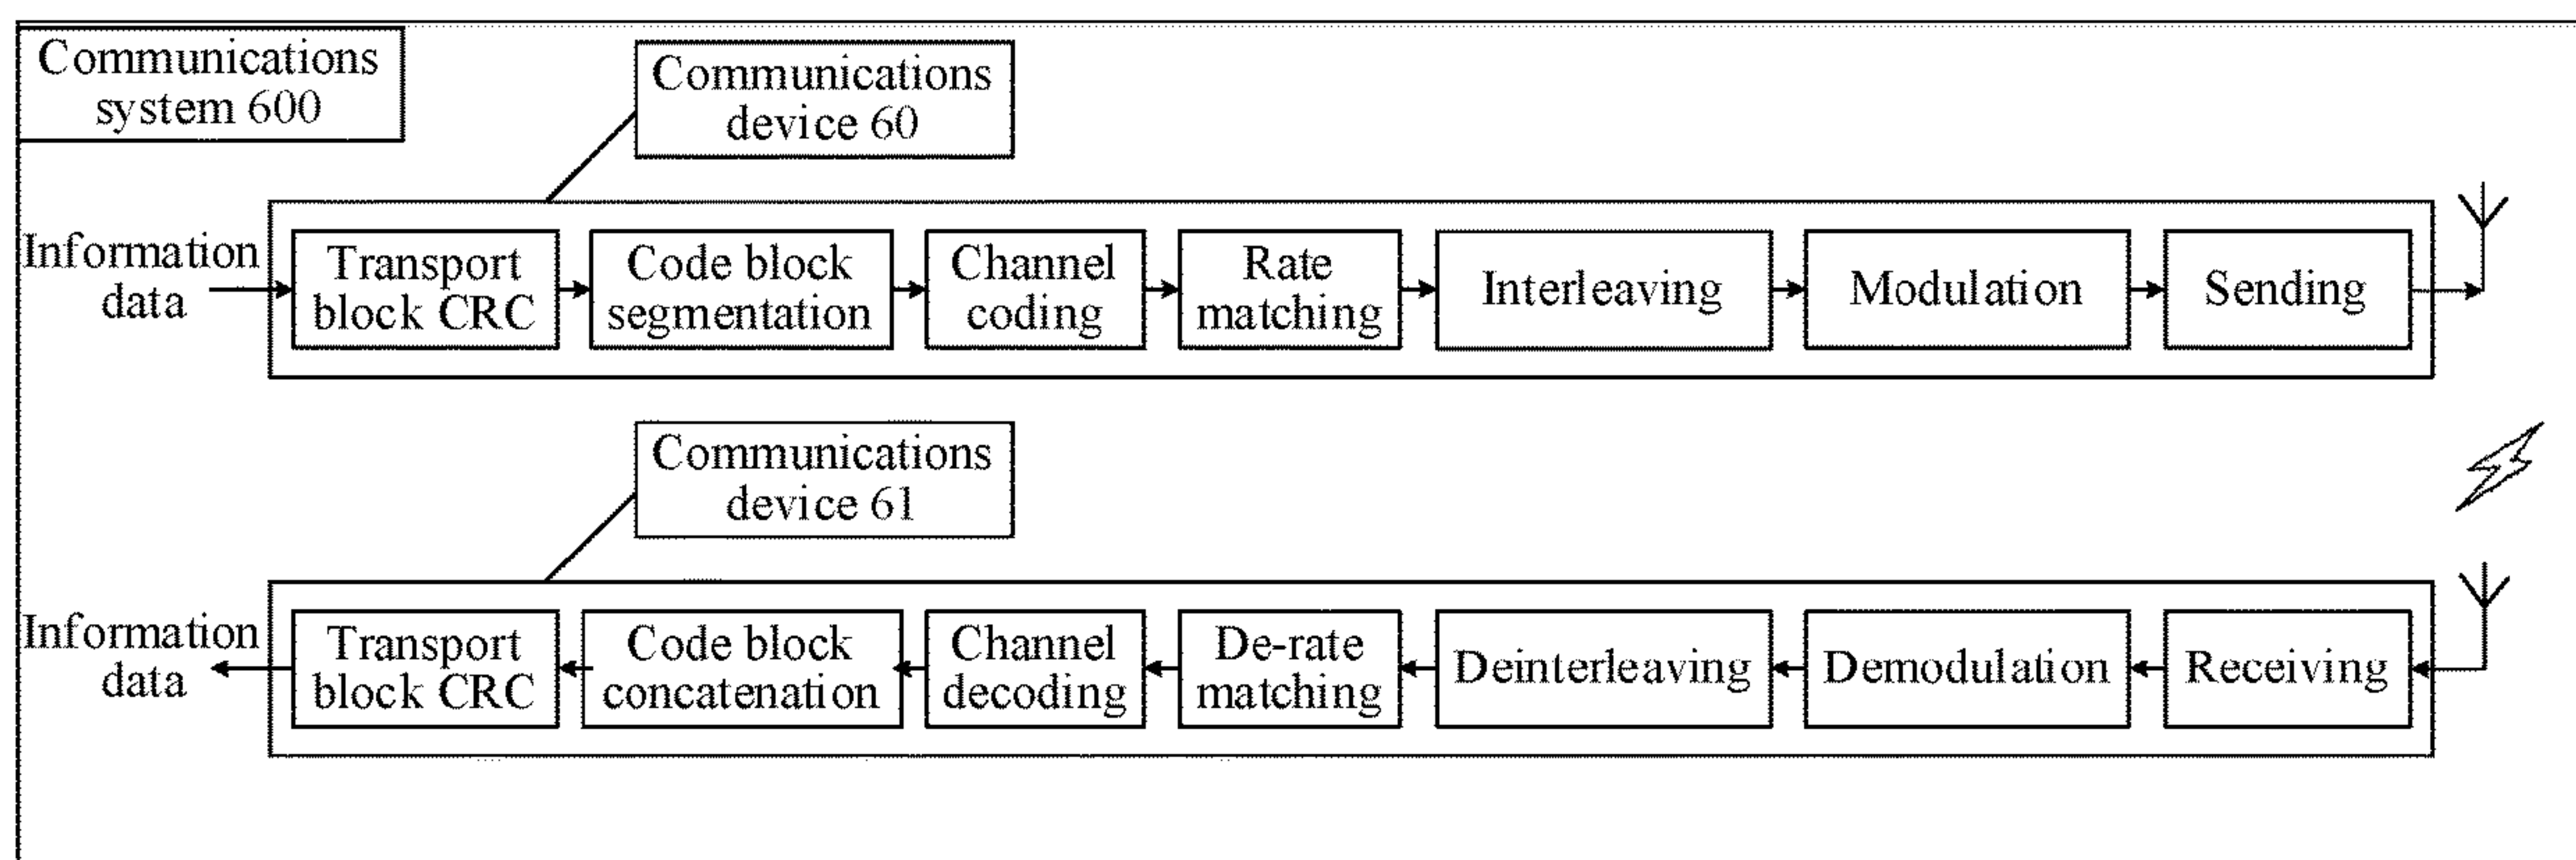 Communications
system 600
Communications
device 60
Information
data
Transport
block CRC
Code block
segmentation
Channel
coding
Rate
matching
Interleaving
Modulation
Sending
Communications
device 61
Information
data
Transport
block CRC
Code block
concatenation
Channel
decoding
De-rate
matching
Deinterleaving
Demodulation
Receiving